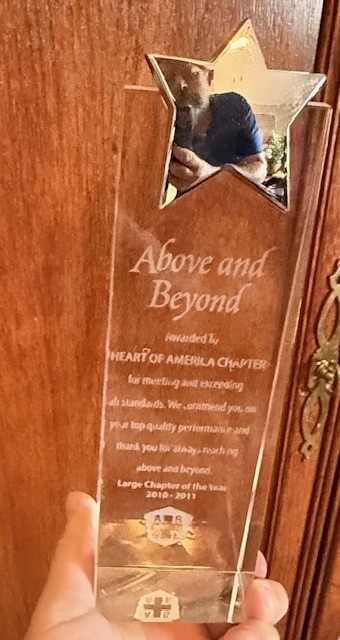 Above and
Beyond
Awarded To
HEART OF AMERICA CHAPTER
for meeting and exceeding
all standards. We commend you on
your top quality performance and
thank you for always reaching
above and beyond.
Large Chapter of the Year
2010 - 2011